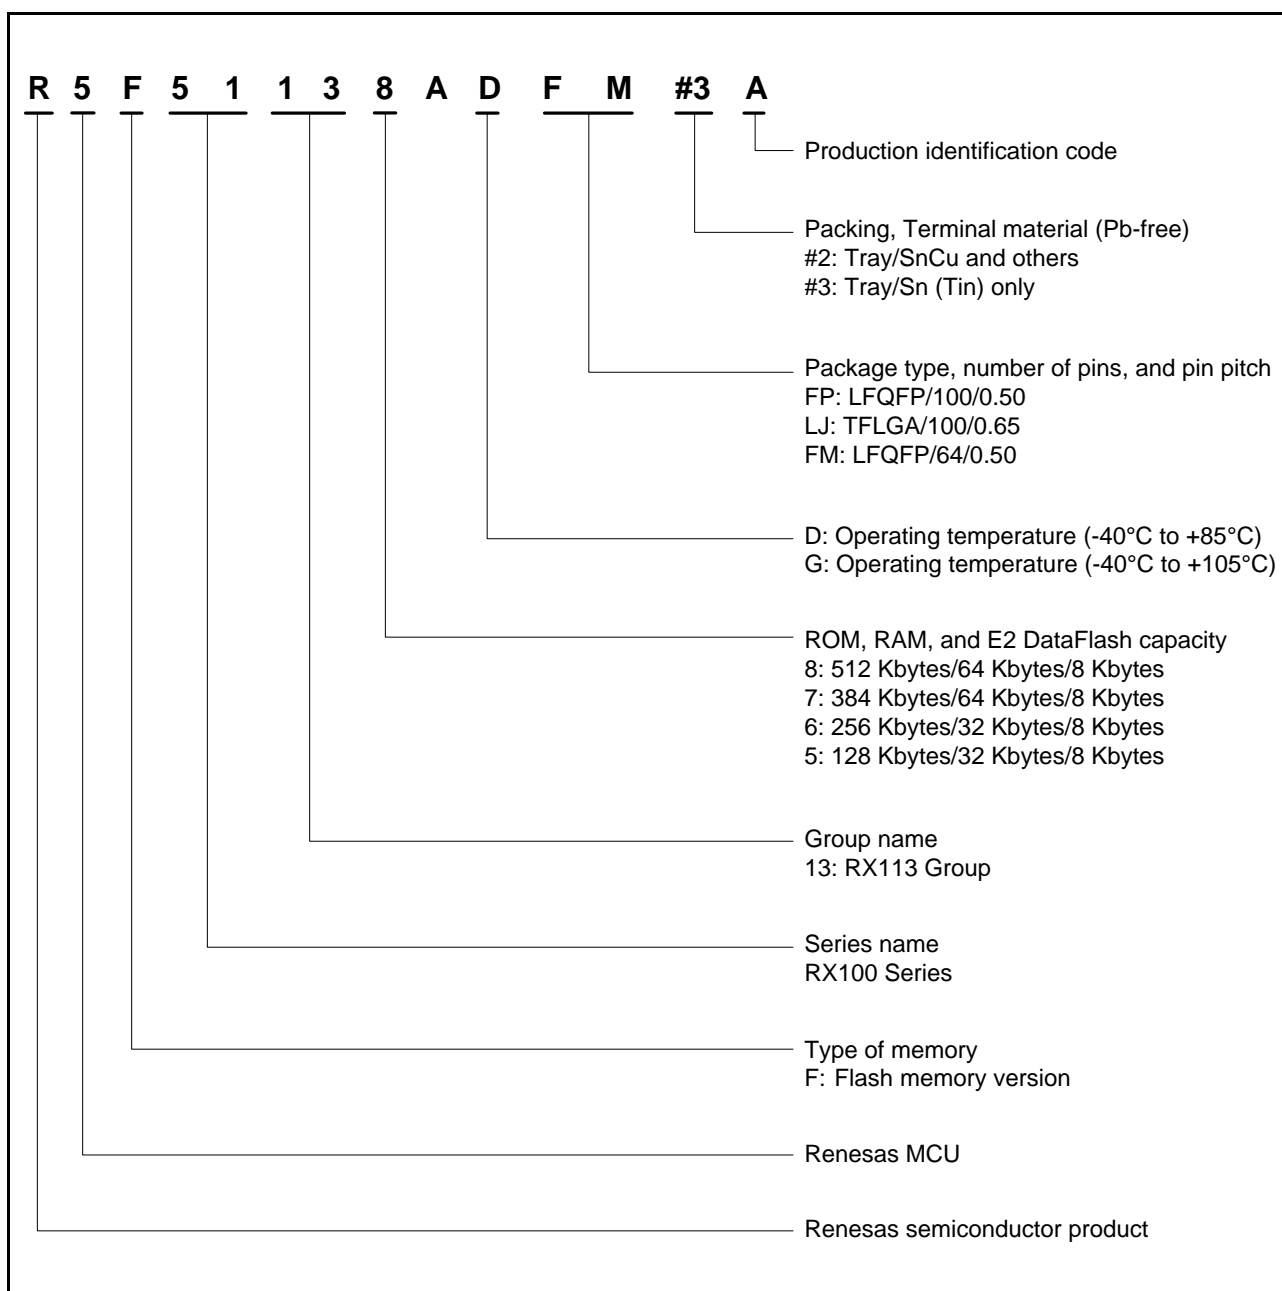 R 5 F 5 1 1 3 8 A D F M #3 A
Production identification code
Packing, Terminal material (Pb-free)
#2: Tray/SnCu and others
#3: Tray/Sn (Tin) only
Package type, number of pins, and pin pitch
FP: LFQFP/100/0.50
LJ: TFLGA/100/0.65
FM: LFQFP/64/0.50
D: Operating temperature (-40°C to +85°C)
G: Operating temperature (-40°C to +105°C)
ROM, RAM, and E2 DataFlash capacity
8: 512 Kbytes/64 Kbytes/8 Kbytes
7: 384 Kbytes/64 Kbytes/8 Kbytes
6: 256 Kbytes/32 Kbytes/8 Kbytes
5: 128 Kbytes/32 Kbytes/8 Kbytes
Group name
13: RX113 Group
Series name
RX100 Series
Type of memory
F: Flash memory version
Renesas MCU
Renesas semiconductor product